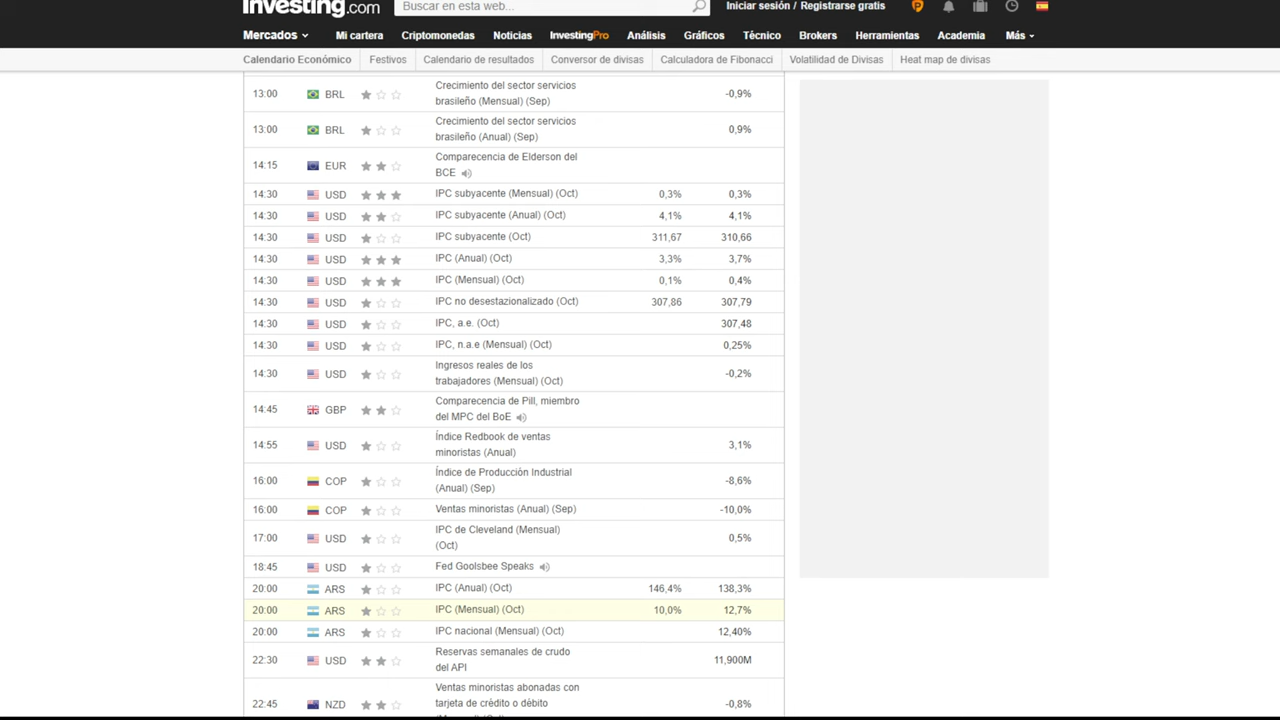 Investing.com
Buscar en esta web...
Iniciar sesión / Registrarse gratis
Mercados Mi cartera Criptomonedas Noticias InvestingPro Análisis Gráficos Técnico Brokers Herramientas Academia Más
Calendario Económico Festivos Calendario de resultados Conversor de divisas Calculadora de Fibonacci Volatilidad de Divisas Heat map de divisas
13:00 BRL Crecimiento del sector servicios
brasileño (Mensual) (Sep) -0,9%
13:00 BRL Crecimiento del sector servicios
brasileño (Anual) (Sep) 0,9%
14:15 EUR Comparecencia de Elderson del
BCE
14:30 USD IPC subyacente (Mensual) (Oct) 0,3% 0,3%
14:30 USD IPC subyacente (Anual) (Oct) 4,1% 4,1%
14:30 USD IPC subyacente (Oct) 311,67 310,66
14:30 USD IPC (Anual) (Oct) 3,3% 3,7%
14:30 USD IPC (Mensual) (Oct) 0,1% 0,4%
14:30 USD IPC no desestazionalizado (Oct) 307,86 307,79
14:30 USD IPC, a.e. (Oct) 307,48
14:30 USD IPC, n.a.e (Mensual) (Oct) 0,25%
14:30 USD Ingresos reales de los
trabajadores (Mensual) (Oct) -0,2%
14:45 GBP Comparecencia de Pill, miembro
del MPC del BoE
14:55 USD Índice Redbook de ventas
minoristas (Anual) 3,1%
16:00 COP Índice de Producción Industrial
(Anual) (Sep) -8,6%
16:00 COP Ventas minoristas (Anual) (Sep) -10,0%
17:00 USD IPC de Cleveland (Mensual)
(Oct) 0,5%
18:45 USD Fed Goolsbee Speaks
20:00 ARS IPC (Anual) (Oct) 146,4% 138,3%
20:00 ARS IPC (Mensual) (Oct) 10,0% 12,7%
20:00 ARS IPC nacional (Mensual) (Oct) 12,40%
22:30 USD Reservas semanales de crudo
del API 11,900M
22:45 NZD Ventas minoristas abonadas con
tarjeta de crédito o débito -0,8%